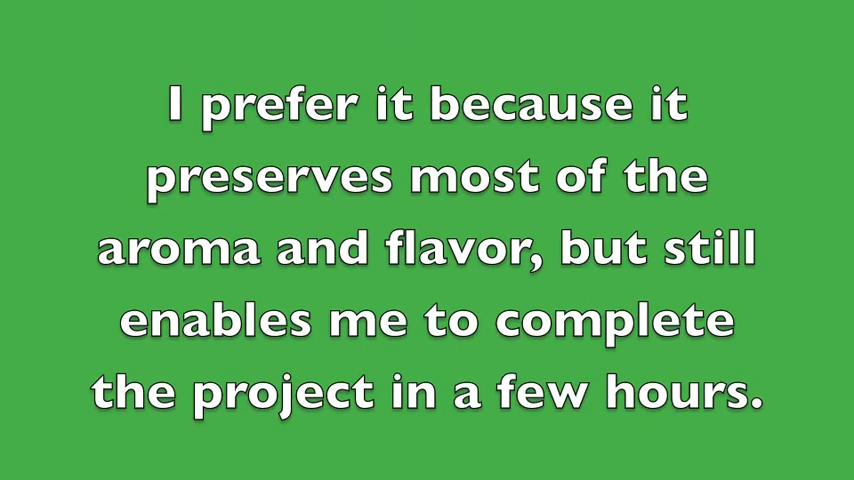 I prefer it because it
preserves most of the
aroma and flavor, but still
enables me to complete
the project in a few hours.